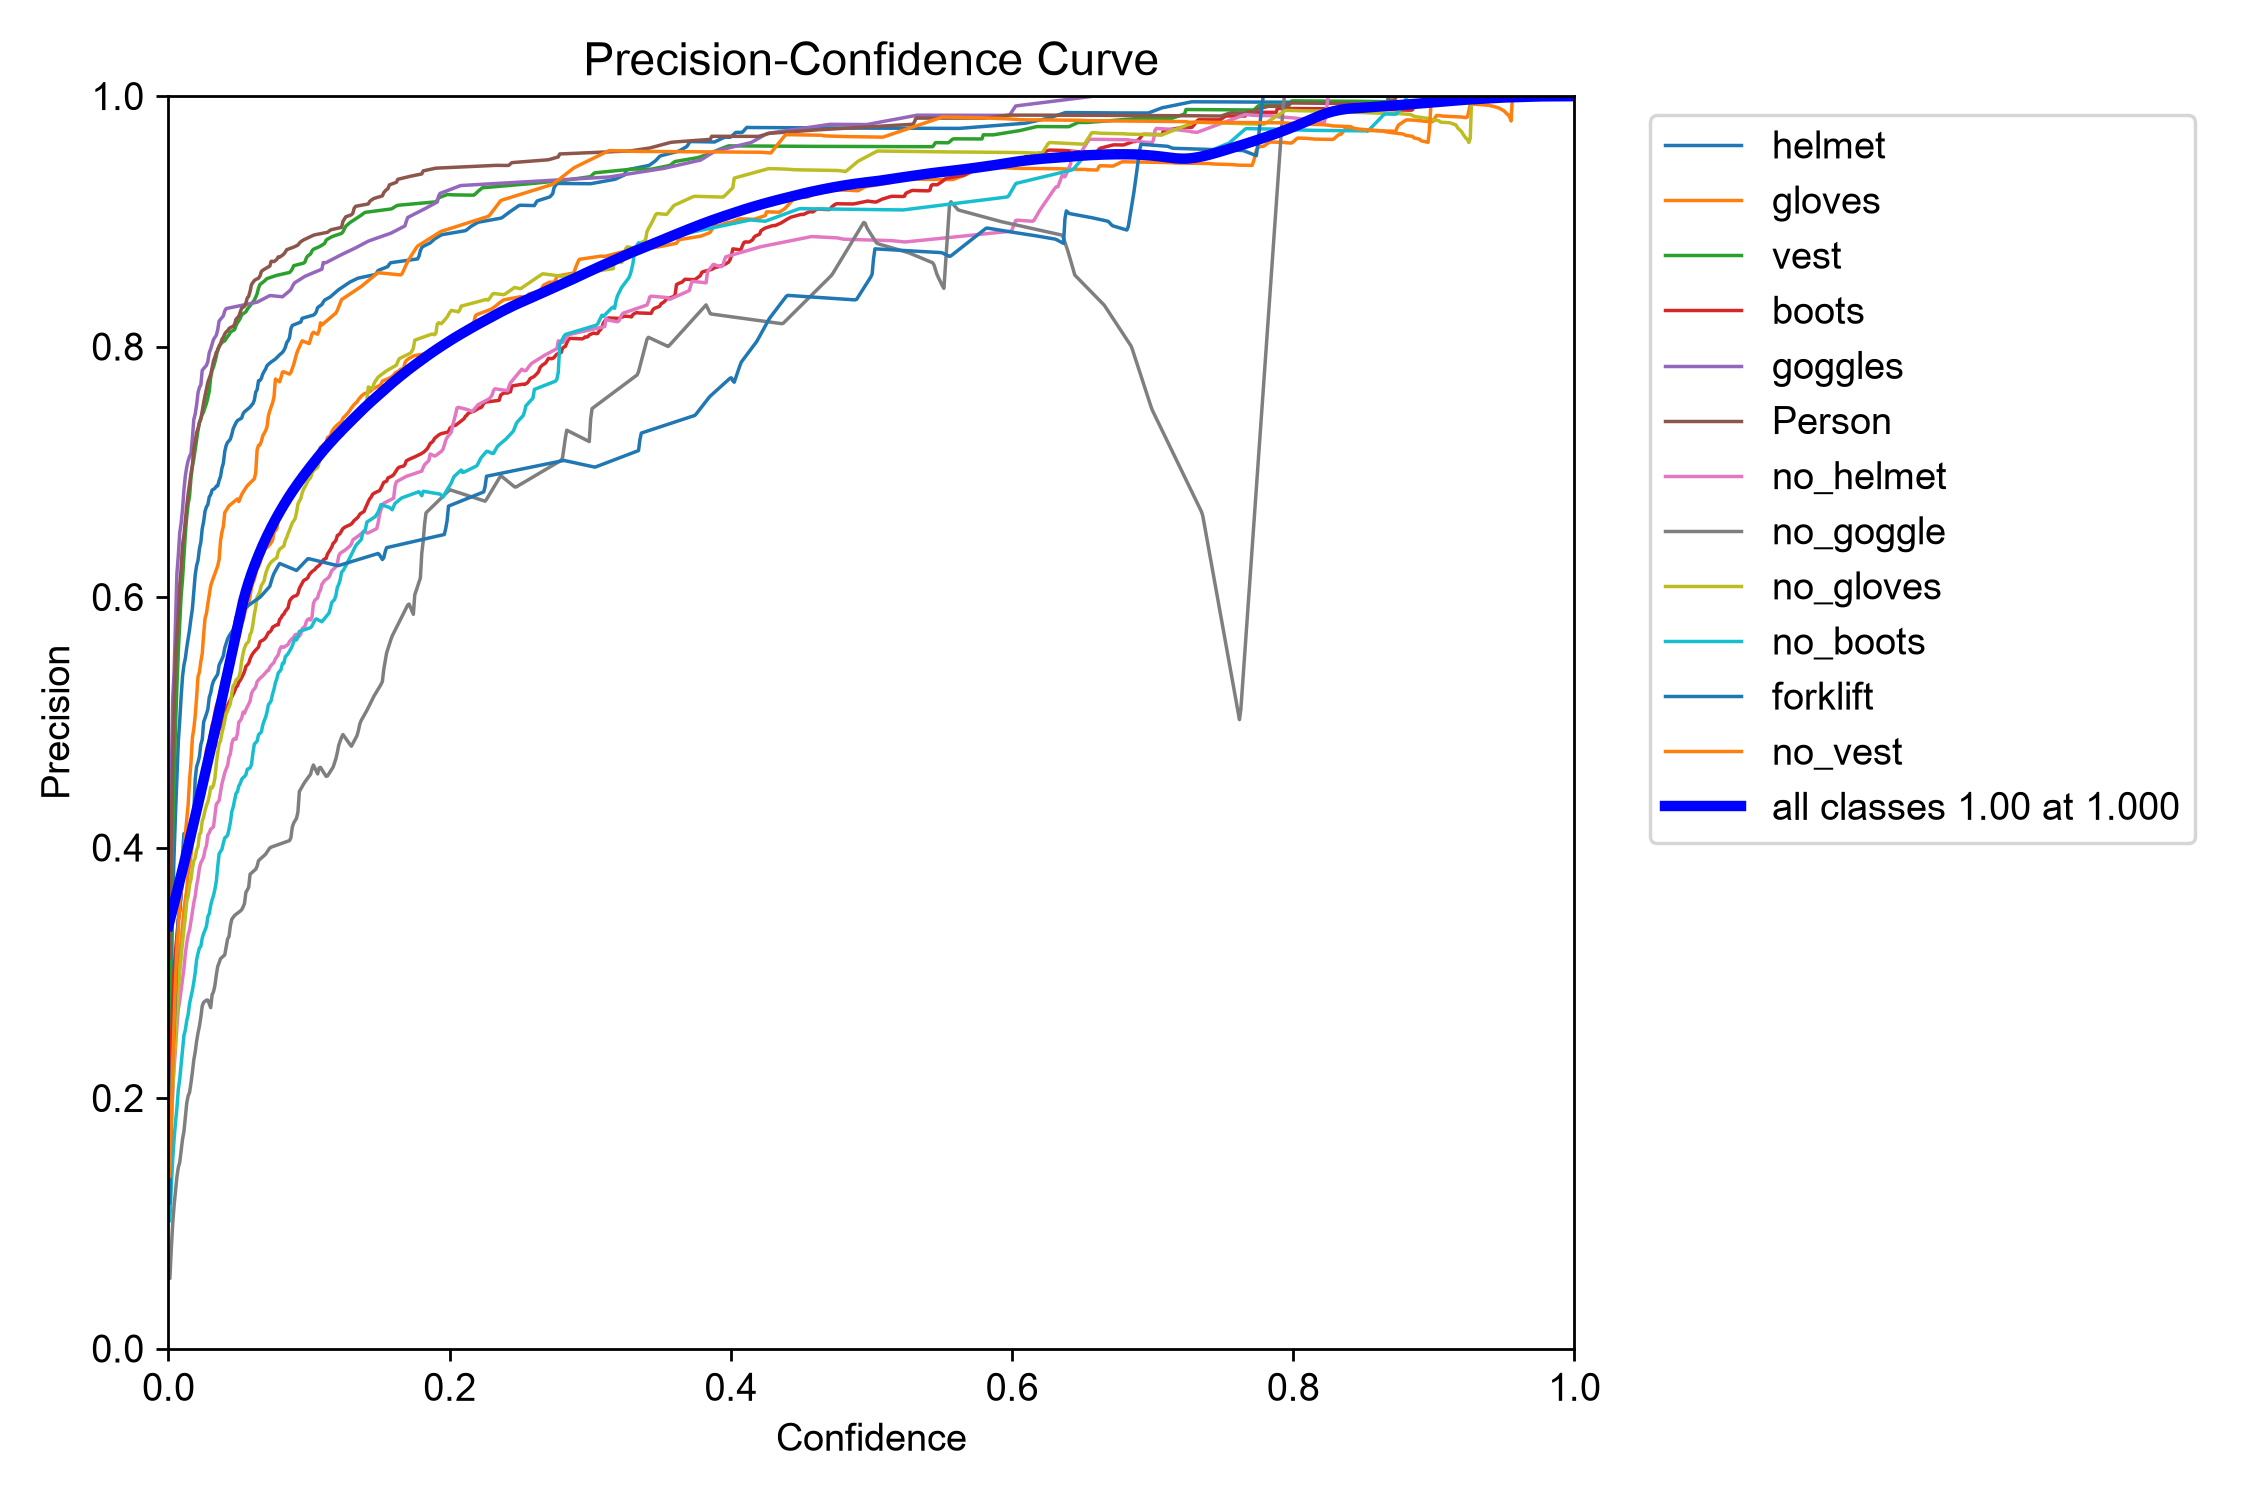 Precision-Confidence Curve
1.0
0.8
0.6
0.4
0.2
0.0
Precision
0.0 0.2 0.4 0.6 0.8 1.0
Confidence
helmet
gloves
vest
boots
goggles
Person
no_helmet
no_goggle
no_gloves
no_boots
forklift
no_vest
all classes 1.00 at 1.000